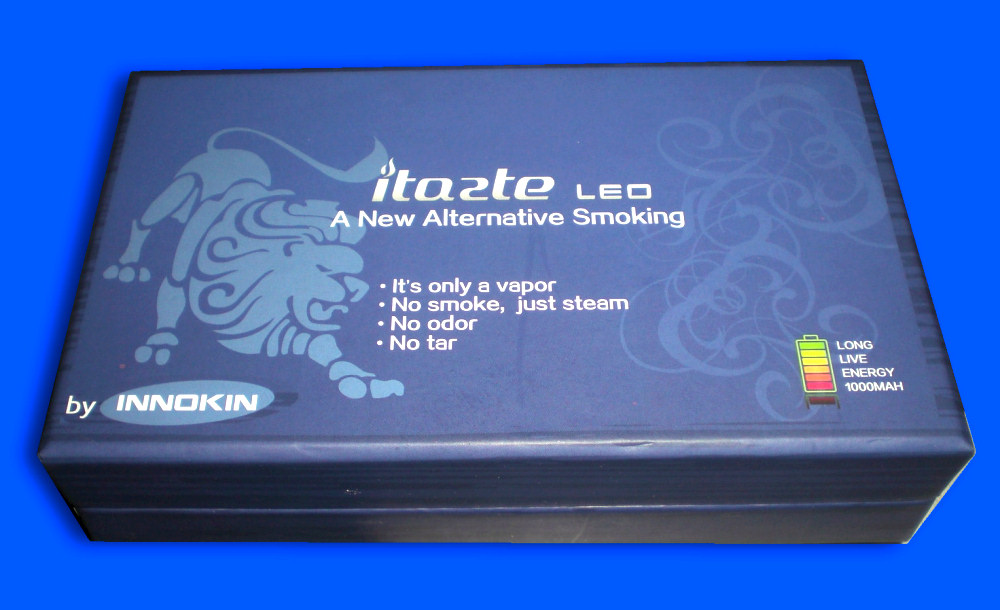 itazte LEO
A New Alternative Smoking
• It's only a vapor
• No smoke, just steam
• No odor
• No tar
LONG
LIVE
ENERGY
1000MAH
by INNOKIN